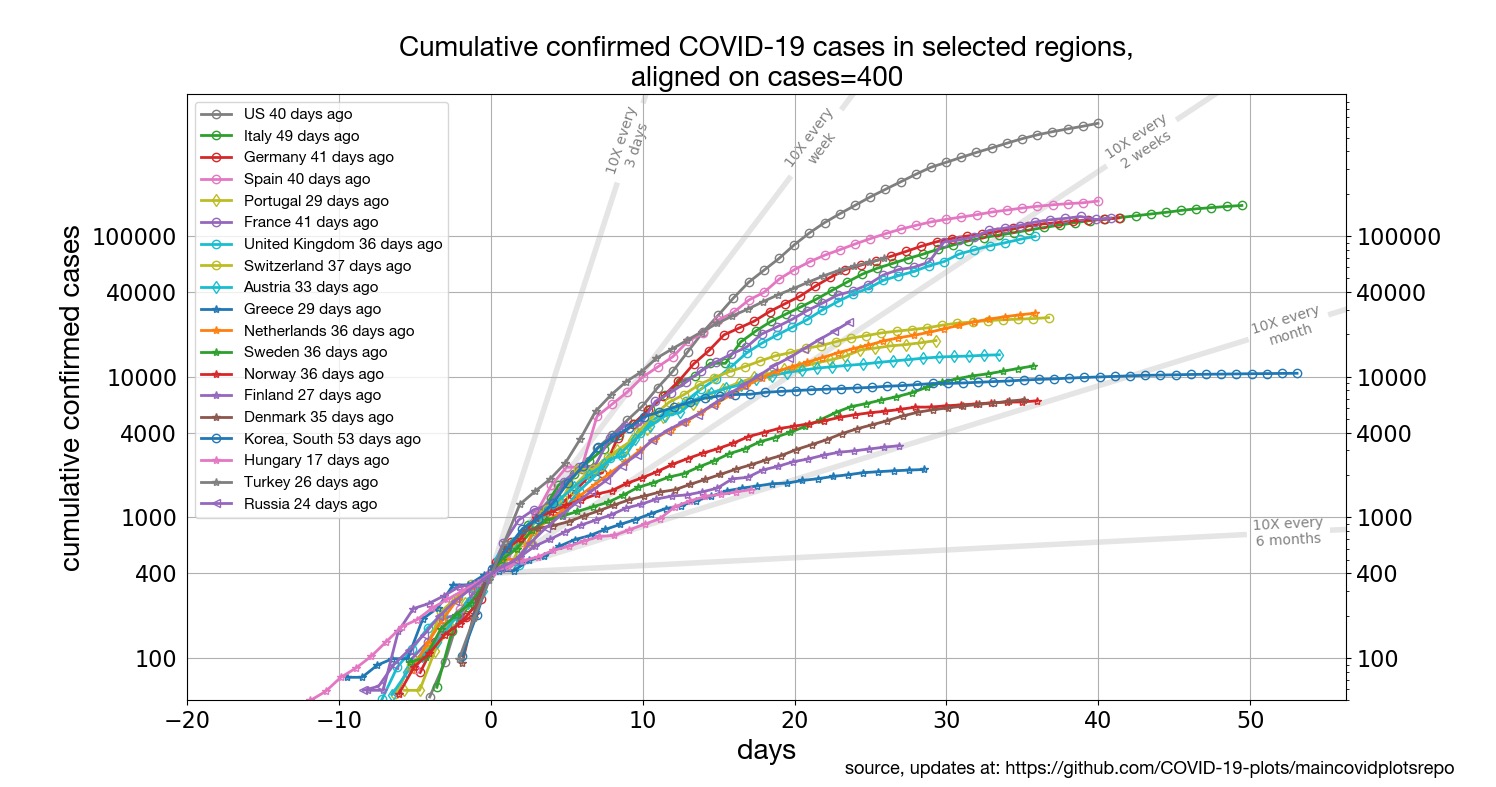 Cumulative confirmed COVID-19 cases in selected regions,
aligned on cases=400
US 40 days ago
Italy 49 days ago
Germany 41 days ago
Spain 40 days ago
Portugal 29 days ago
France 41 days ago
United Kingdom 36 days ago
Switzerland 37 days ago
Austria 33 days ago
Greece 29 days ago
Netherlands 36 days ago
Sweden 36 days ago
Norway 36 days ago
Finland 27 days ago
Denmark 35 days ago
Korea, South 53 days ago
Hungary 17 days ago
Turkey 26 days ago
Russia 24 days ago
10X every
3 days
10X every
week
10X every
2 weeks
10X every
month
10X every
6 months
cumulative confirmed cases
100000
40000
10000
4000
1000
400
100
100000
40000
10000
4000
1000
400
100
−20
−10
0
10
20
30
40
50
days
source, updates at: https://github.com/COVID-19-plots/maincovidplotsrepo